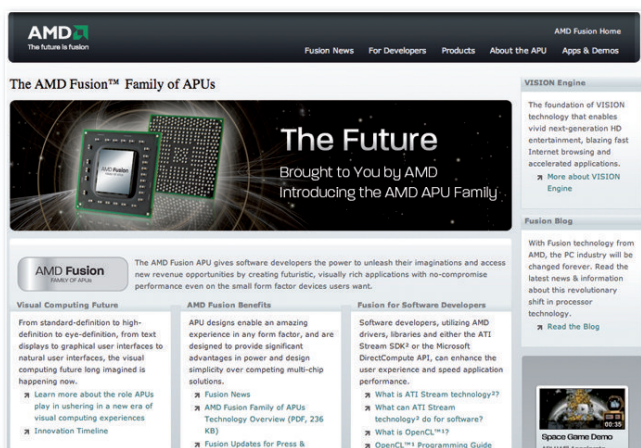 AMD
The future is fusion
AMD Fusion Home
Fusion News For Developers Products About the APU Apps & Demos
The AMD Fusion™ Family of APUs
AMD Fusion
The Future
Brought to You by AMD
Introducing the AMD APU Family
AMD Fusion
FAMILY OF APUs
The AMD Fusion APU gives software developers the power to unleash their imaginations and access
new revenue opportunities by creating futuristic, visually rich applications with no-compromise
performance even on the small form factor devices users want.
Visual Computing Future
From standard-definition to high-
definition to eye-definition, from text
displays to graphical user interfaces to
natural user interfaces, the visual
computing future long imagined is
happening now.
Learn more about the role APUs
play in ushering in a new era of
visual computing experiences
Innovation Timeline
AMD Fusion Benefits
APU designs enable an amazing
experience in any form factor, and are
designed to provide significant
advantages in power and design
simplicity over competing multi-chip
solutions.
Fusion News
AMD Fusion Family of APUs
Technology Overview (PDF, 236
KB)
Fusion Updates for Press &
Fusion for Software Developers
Software developers, utilizing AMD
drivers, libraries and either the ATI
Stream SDK² or the Microsoft
DirectCompute API, can enhance the
user experience and speed application
performance.
What is ATI Stream technology²?
What can ATI Stream
technology² do for software?
What is OpenCL™¹?
OpenCL™¹ Programming Guide
VISION Engine
The foundation of VISION
technology that enables
vivid next-generation HD
entertainment, blazing fast
Internet browsing and
accelerated applications.
More about VISION
Engine
Fusion Blog
With Fusion technology from
AMD, the PC industry will be
changed forever. Read the
latest news & information
about this revolutionary
shift in processor
technology.
Read the Blog
00:35
Space Game Demo